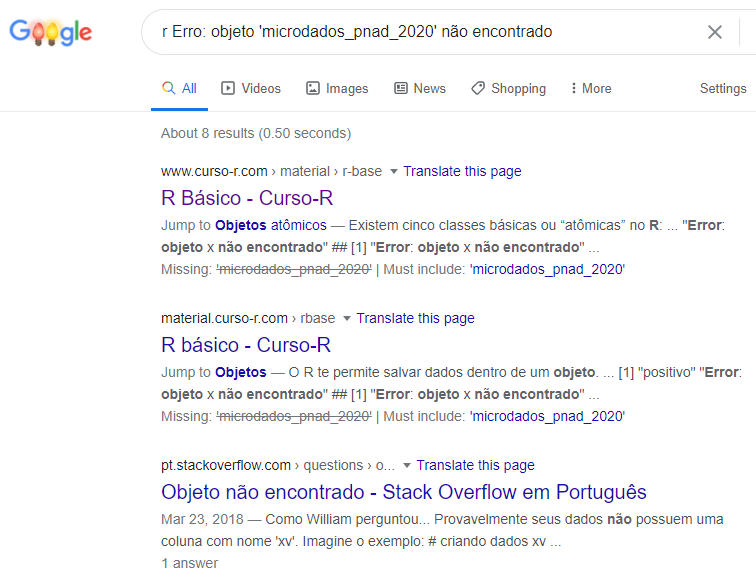 Google
r Erro: objeto 'microdados_pnad_2020' não encontrado
All Videos Images News Shopping More Settings
About 8 results (0.50 seconds)
www.curso-r.com › material › r-base Translate this page
R Básico - Curso-R
Jump to Objetos atômicos — Existem cinco classes básicas ou “atômicas” no R: ... "Error:
objeto x não encontrado" ## [1] "Error: objeto x não encontrado" ...
Missing: 'microdados_pnad_2020' | Must include: 'microdados_pnad_2020'
material.curso-r.com › rbase Translate this page
R básico - Curso-R
Jump to Objetos — O R te permite salvar dados dentro de um objeto. ... [1] "positivo" "Error:
objeto x não encontrado" ## [1] "Error: objeto x não encontrado" ...
Missing: 'microdados_pnad_2020' | Must include: 'microdados_pnad_2020'
pt.stackoverflow.com › questions › o... Translate this page
Objeto não encontrado - Stack Overflow em Português
Mar 23, 2018 — Como William perguntou... Provavelmente seus dados não possuem uma
coluna com nome 'xv'. Imagine o exemplo: # criando dados xv ...
1 answer